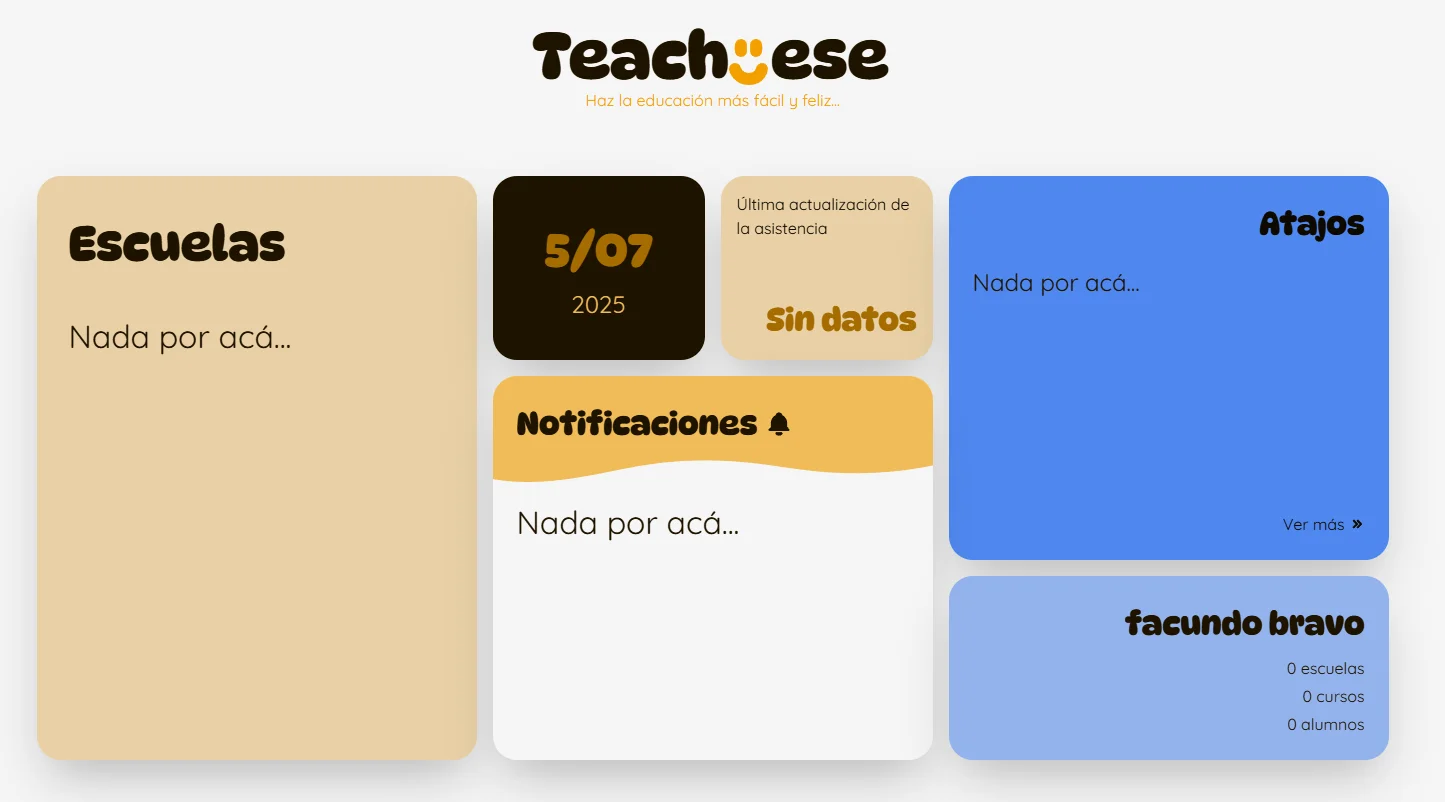 Teach ese
Haz la educación más fácil y feliz...
Escuelas
Nada por acá...
5/07
2025
Última actualización de
la asistencia
Sin datos
Notificaciones
Nada por acá...
Atajos
Nada por acá...
Ver más »
facundo bravo
0 escuelas
0 cursos
0 alumnos